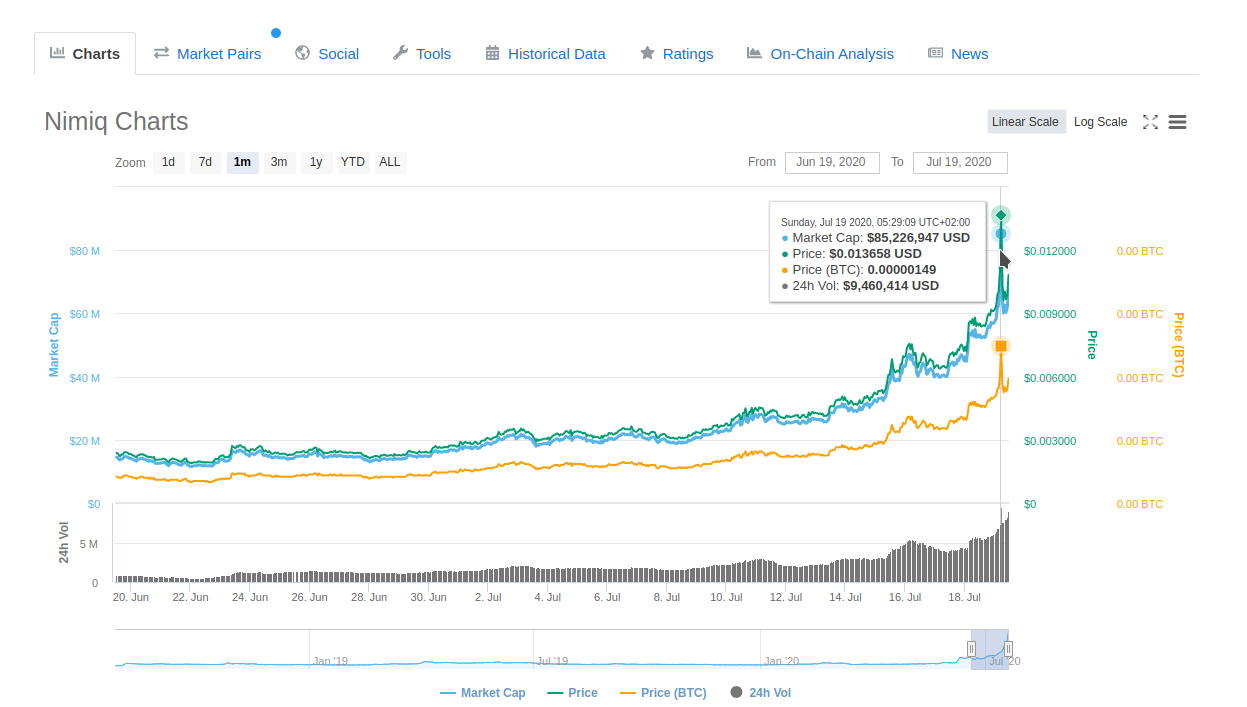 Charts Market Pairs Social Tools Historical Data Ratings On-Chain Analysis News
Nimiq Charts
Linear Scale Log Scale
Zoom 1d 7d 1m 3m 1y YTD ALL
From Jun 19, 2020 To Jul 19, 2020
Sunday, Jul 19 2020, 05:29:09 UTC+02:00
Market Cap: $85,226,947 USD
Price: $0.013658 USD
Price (BTC): 0.00000149
24h Vol: $9,460,414 USD
$80 M $0.012000 0.00 BTC
$60 M $0.009000 0.00 BTC
Market Cap
Price
Price (BTC)
$40 M $0.006000 0.00 BTC
$20 M $0.003000 0.00 BTC
$0 $0 0.00 BTC
24h Vol
5 M
0
20. Jun 22. Jun 24. Jun 26. Jun 28. Jun 30. Jun 2. Jul 4. Jul 6. Jul 8. Jul 10. Jul 12. Jul 14. Jul 16. Jul 18. Jul
Jan '19 Jul '19 Jan '20 Jul '20
Market Cap Price Price (BTC) 24h Vol